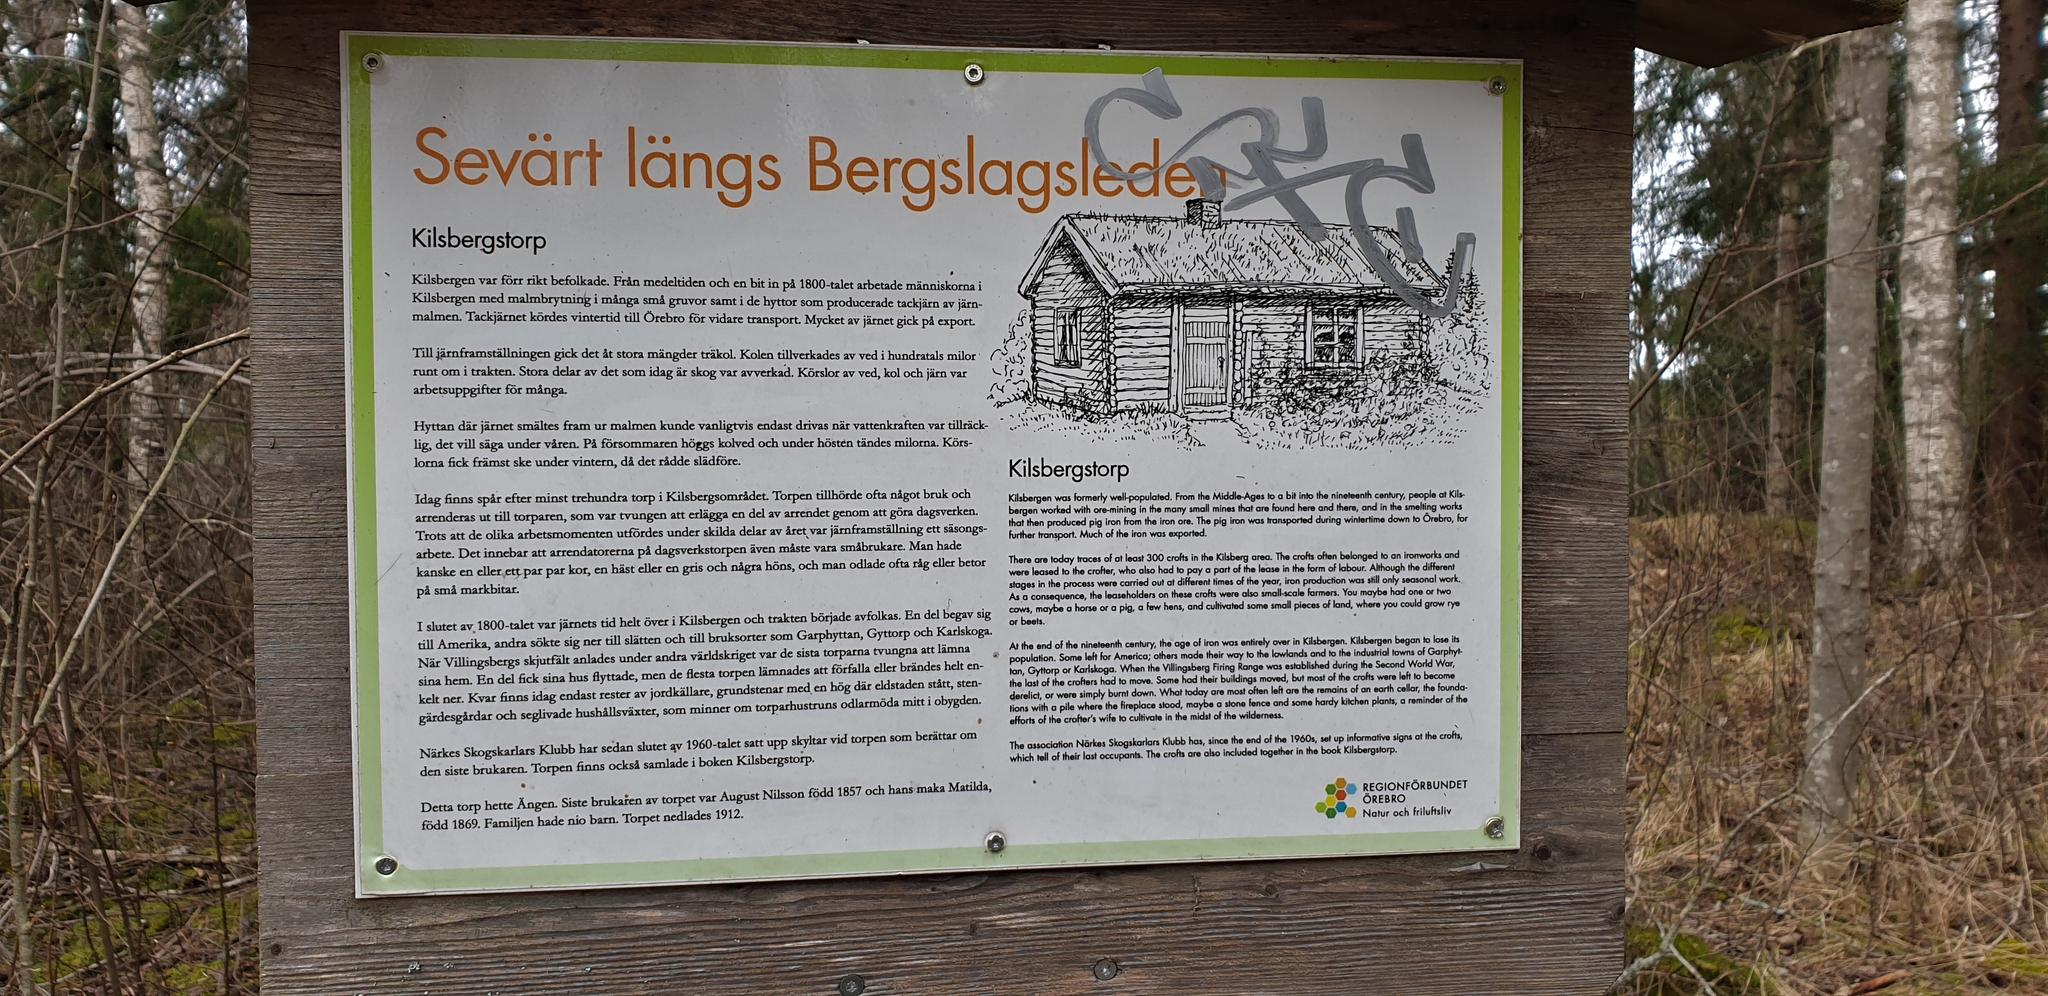 Sevärt längs Bergslagsleden
Kilsbergstorp
Kilsbergen var förr rikt befolkade. Från medeltiden och en bit in på 1800-talet arbetade människorna i
Kilsbergen med malmbrytning i många små gruvor samt i de hyttor som producerade tackjärn av järn-
malmen. Tackjärnet kördes vintertid till Örebro för vidare transport. Mycket av järnet gick på export.
Till järnframställningen gick det åt stora mängder träkol. Kolen tillverkades av ved i hundratals milor
runt om i trakten. Stora delar av det som idag är skog var avverkad. Körslor av ved, kol och järn var
arbetsuppgifter för många.
Hyttan där järnet smältes fram ur malmen kunde vanligtvis endast drivas när vattenkraften var tillräck-
lig, det vill säga under våren. På försommaren höggs kolved och under hösten tändes milorna. Körs-
lorna fick främst ske under vintern, då det rådde slädföre.
Idag finns spår efter minst trehundra torp i Kilsbergsområdet. Torpen tillhörde ofta något bruk och
arrenderas ut till torparen, som var tvungen att erlägga en del av arrendet genom att göra dagsverken.
Trots att de olika arbetsmomenten utfördes under skilda delar av året var järnframställning ett säsongs-
arbete. Det innebar att arrendatorerna på dagsverkstorpen även måste vara småbrukare. Man hade
kanske en eller ett par par kor, en häst eller en gris och några höns, och man odlade ofta råg eller betor
på små markbitar.
I slutet av 1800-talet var järnets tid helt över i Kilsbergen och trakten började avfolkas. En del begav sig
till Amerika, andra sökte sig ner till slätten och till bruksorter som Garphyttan, Gyttorp och Karlskoga.
När Villingsbergs skjutfält anlades under andra världskriget var de sista torparna tvungna att lämna
sina hem. En del fick sina hus flyttade, men de flesta torpen lämnades att förfalla eller brändes helt en-
kelt ner. Kvar finns idag endast rester av jordkällare, grundstenar med en hög där eldstaden stått, sten-
gärdesgårdar och seglivade hushållsväxter, som minner om torparhustruns odlarmöda mitt i obygden.
Närkes Skogskarlars Klubb har sedan slutet av 1960-talet satt upp skyltar vid torpen som berättar om
den siste brukaren. Torpen finns också samlade i boken Kilsbergstorp.
Detta torp hette Ängen. Siste brukaren av torpet var August Nilsson född 1857 och hans maka Matilda,
född 1869. Familjen hade nio barn. Torpet nedlades 1912.
Kilsbergstorp
Kilsbergen was formerly well-populated. From the Middle-Ages to a bit into the nineteenth century, people at Kils-
bergen worked with ore-mining in the many small mines that are found here and there, and in the smelting works
that then produced pig iron from the iron ore. The pig iron was transported during wintertime down to Örebro, for
further transport. Much of the iron was exported.
There are today traces of at least 300 crofts in the Kilsberg area. The crofts often belonged to an ironworks and
were leased to the crofter, who also had to pay a part of the lease in the form of labour. Although the different
stages in the process were carried out at different times of the year, iron production was still only seasonal work.
As a consequence, the leaseholders on these crofts were also small-scale farmers. You maybe had one or two
cows, maybe a horse or a pig, a few hens, and cultivated some small pieces of land, where you could grow rye
or beets.
At the end of the nineteenth century, the age of iron was entirely over in Kilsbergen. Kilsbergen began to lose its
population. Some left for America; others made their way to the lowlands and to the industrial towns of Garphyt-
tan, Gyttorp or Karlskoga. When the Villingsberg Firing Range was established during the Second World War,
the last of the crofters had to move. Some had their buildings moved, but most of the crofts were left to become
derelict, or were simply burnt down. What today are most often left are the remains of an earth cellar, the founda-
tions with a pile where the fireplace stood, maybe a stone fence and some hardy kitchen plants, a reminder of the
efforts of the crofter's wife to cultivate in the midst of the wilderness.
The association Närkes Skogskarlars Klubb has, since the end of the 1960s, set up informative signs at the crofts,
which tell of their last occupants. The crofts are also included together in the book Kilsbergstorp.
REGIONFÖRBUNDET
ÖREBRO
Natur och friluftsliv